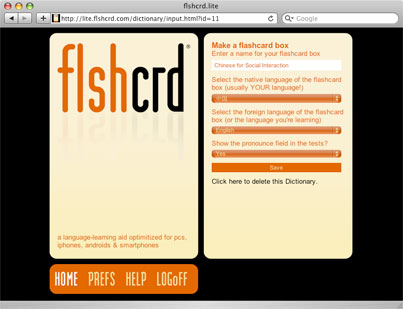 flshcrd.lite
http://lite.flshcrd.com/dictionary/input.html?id=11
Google
flshcrd®
a language-learning aid optimitized for pcs,
iphones, androids & smartphones
Make a flashcard box
Enter a name for your flashcard box
Chinese for Social Interaction
Select the native language of the flashcard
box (usually YOUR language!)
Select the foreign language of the flashcard
box (or the language you're learning)
English
Show the pronounce field in the tests?
Yes
Save
Click here to delete this Dictionary.
HOME PREFS HELP LOGoFF